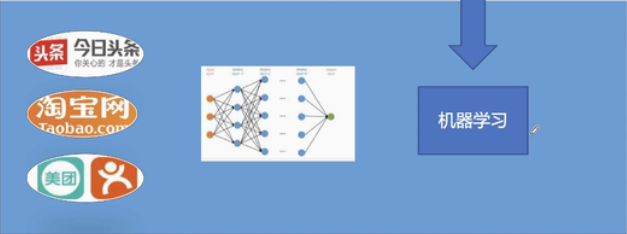 头条 今日头条
你关心的 才是头条
淘宝网
Taobao.com
美团
机器学习